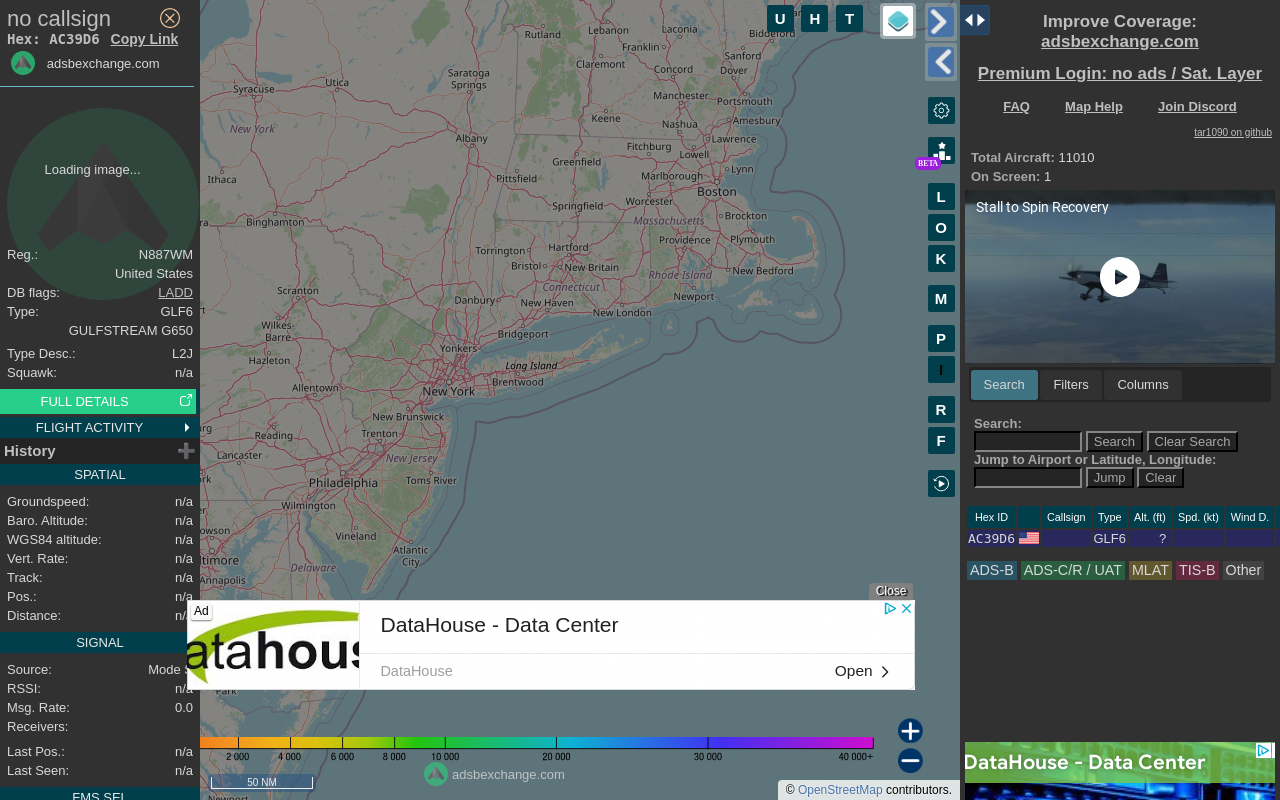 no callsign
Hex: AC39D6 Copy Link
adsbexchange.com
Loading image...
Reg.: N887WM
United States
DB flags: LADD
Type: GLF6
GULFSTREAM G650
Type Desc.: L2J
Squawk: n/a
FULL DETAILS
FLIGHT ACTIVITY
History
SPATIAL
Groundspeed: n/a
Baro. Altitude: n/a
WGS84 altitude: n/a
Vert. Rate: n/a
Track: n/a
Pos.: n/a
Distance: n/
SIGNAL
Source: Mode
RSSI: n/a
Msg. Rate: 0.0
Receivers:
Last Pos.: n/a
Last Seen: n/a
FMS SEL
U H T
L
O
K
M
P
I
R
F
BETA
Rutland
Lebanon
Laconia
Biddeford
Franklin
Claremont
Sanford
Concord
Dover
Saratoga
Springs
Utica
Syracuse
Manchester
Portsmouth
Keene
Nashua
Amesbury
New York
Albany
Fitchburg
Lawrence
Lowell
Greenfield
Lynn
Ithaca
Pittsfield
Marlborough
Boston
Worcester
Springfield
Massachusetts
Brockton
Binghamton
Torrington
Hartford
Providence
Plymouth
Bristol
New Britain
Rhode Island
New Bedford
Connecticut
Scranton
Danbury
New Haven
Newport
New London
Wilkes-
Barre
Bridgeport
Yonkers
Hazleton
Long Island
Brentwood
Allentown
New York
New Brunswick
Reading
Trenton
Lancaster
New Jersey
Philadelphia
Toms River
Wilmington
Vineland
Atlantic
City
Delaware
Annapolis
Park
Newport
Close
Ad
atahous
DataHouse - Data Center
DataHouse
Open
2 000 4 000 6 000 8 000 10 000 20 000 30 000 40 000+
adsbexchange.com
50 NM
© OpenStreetMap contributors.
Improve Coverage:
adsbexchange.com
Premium Login: no ads / Sat. Layer
FAQ Map Help Join Discord
tar1090 on github
Total Aircraft: 11010
On Screen: 1
Stall to Spin Recovery
Search Filters Columns
Search:
Search Clear Search
Jump to Airport or Latitude, Longitude:
Jump Clear
Hex ID Callsign Type Alt. (ft) Spd. (kt) Wind D.
AC39D6 GLF6 ?
ADS-B ADS-C/R / UAT MLAT TIS-B Other
DataHouse - Data Center